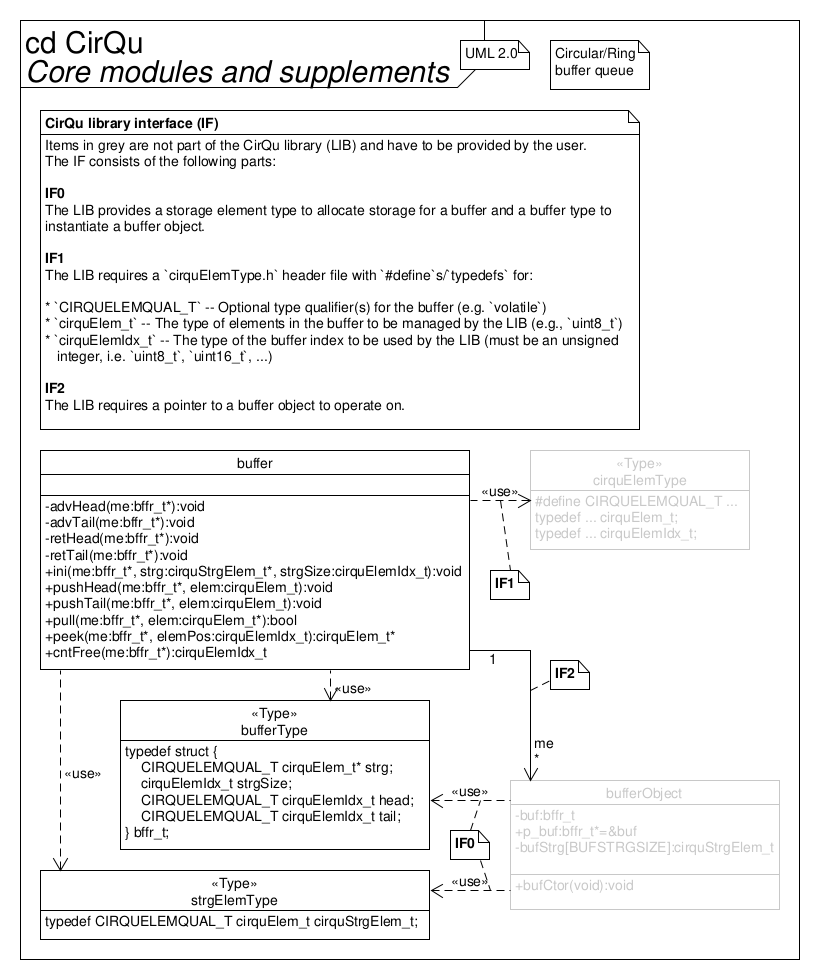 cd CirQu
Core modules and supplements
UML 2.0
Circular/Ring
buffer queue
CirQu library interface (IF)
Items in grey are not part of the CirQu library (LIB) and have to be provided by the user.
The IF consists of the following parts:
IF0
The LIB provides a storage element type to allocate storage for a buffer and a buffer type to
instantiate a buffer object.
IF1
The LIB requires a `cirquElemType.h` header file with `#define`s/`typedefs` for:
* `CIRQUELEMQUAL_T` -- Optional type qualifier(s) for the buffer (e.g. `volatile`)
* `cirquElem_t` -- The type of elements in the buffer to be managed by the LIB (e.g., `uint8_t`)
* `cirquElemIdx_t` -- The type of the buffer index to be used by the LIB (must be an unsigned
integer, i.e. `uint8_t`, `uint16_t`, ...)
IF2
The LIB requires a pointer to a buffer object to operate on.
buffer
-advHead(me:bffr_t*):void
-advTail(me:bffr_t*):void
-retHead(me:bffr_t*):void
-retTail(me:bffr_t*):void
+ini(me:bffr_t*, strg:cirquStrgElem_t*, strgSize:cirquElemIdx_t):void
+pushHead(me:bffr_t*, elem:cirquElem_t):void
+pushTail(me:bffr_t*, elem:cirquElem_t):void
+pull(me:bffr_t*, elem:cirquElem_t*):bool
+peek(me:bffr_t*, elemPos:cirquElemIdx_t):cirquElem_t*
+cntFree(me:bffr_t*):cirquElemIdx_t
«use»
«Type»
cirquElemType
#define CIRQUELEMQUAL_T ...
typedef ... cirquElem_t;
typedef ... cirquElemIdx_t;
IF1
1
IF2
me
*
«use»
«use»
«Type»
bufferType
typedef struct {
CIRQUELEMQUAL_T cirquElem_t* strg;
cirquElemIdx_t strgSize;
CIRQUELEMQUAL_T cirquElemIdx_t head;
CIRQUELEMQUAL_T cirquElemIdx_t tail;
} bffr_t;
«use»
IF0
«use»
bufferObject
-buf:bffr_t
+p_buf:bffr_t*=&buf
-bufStrg[BUFSTRGSIZE]:cirquStrgElem_t
+bufCtor(void):void
«Type»
strgElemType
typedef CIRQUELEMQUAL_T cirquElem_t cirquStrgElem_t;